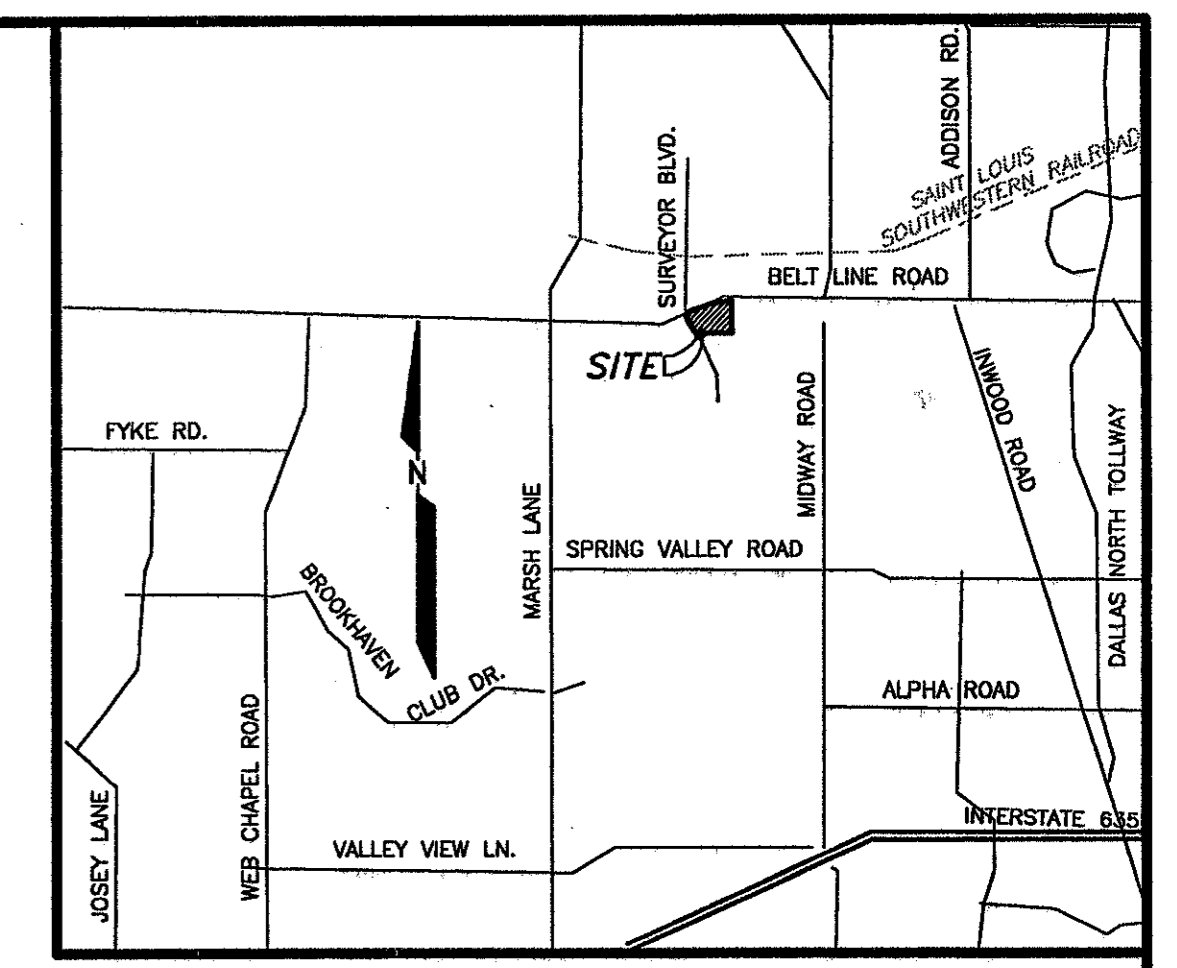 ADDISON RD.
SURVEYOR BLVD.
SAINT LOUIS
SOUTHWESTERN RAILROAD
BELT LINE ROAD
SITE
INWOOD ROAD
MIDWAY ROAD
DALLAS NORTH TOLLWAY
FYKE RD.
N
MARSH LANE
SPRING VALLEY ROAD
BROOKHAVEN
CLUB DR.
ALPHA ROAD
WEB CHAPEL ROAD
JOSEY LANE
INTERSTATE 635
VALLEY VIEW LN.